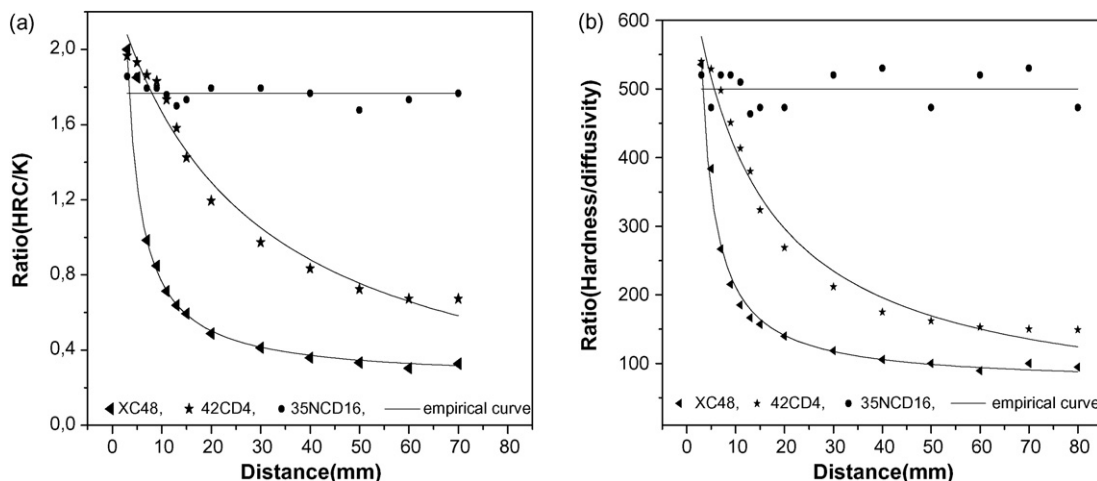 (a)
2,0
1,6
1,2
0,8
0,4
0,0
Ratio(HRC/K)
XC48, 42CD4, 35NCD16, empirical curve
0 10 20 30 40 50 60 70 80
Distance(mm)
(b)
600
500
400
300
200
100
Ratio(Hardness/diffusivity)
XC48, 42CD4, 35NCD16, empirical curve
0 10 20 30 40 50 60 70 80
Distance(mm)